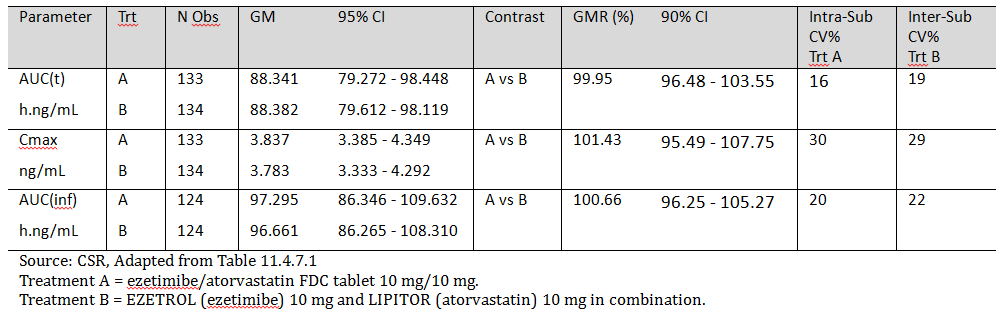 Parameter Trt N Obs GM 95% CI Contrast GMR (%) 90% CI Intra-Sub Inter-Sub
CV% CV%
Trt A Trt B
AUC(t) A 133 88.341 79.272 - 98.448 A vs B 99.95 96.48 - 103.55 16 19
h.ng/mL B 134 88.382 79.612 - 98.119
Cmax A 133 3.837 3.385 - 4.349 A vs B 101.43 95.49 - 107.75 30 29
ng/mL B 134 3.783 3.333 - 4.292
AUC(inf) A 124 97.295 86.346 - 109.632 A vs B 100.66 96.25 - 105.27 20 22
h.ng/mL B 124 96.661 86.265 - 108.310
Source: CSR, Adapted from Table 11.4.7.1
Treatment A = ezetimibe/atorvastatin FDC tablet 10 mg/10 mg.
Treatment B = EZETROL (ezetimibe) 10 mg and LIPITOR (atorvastatin) 10 mg in combination.